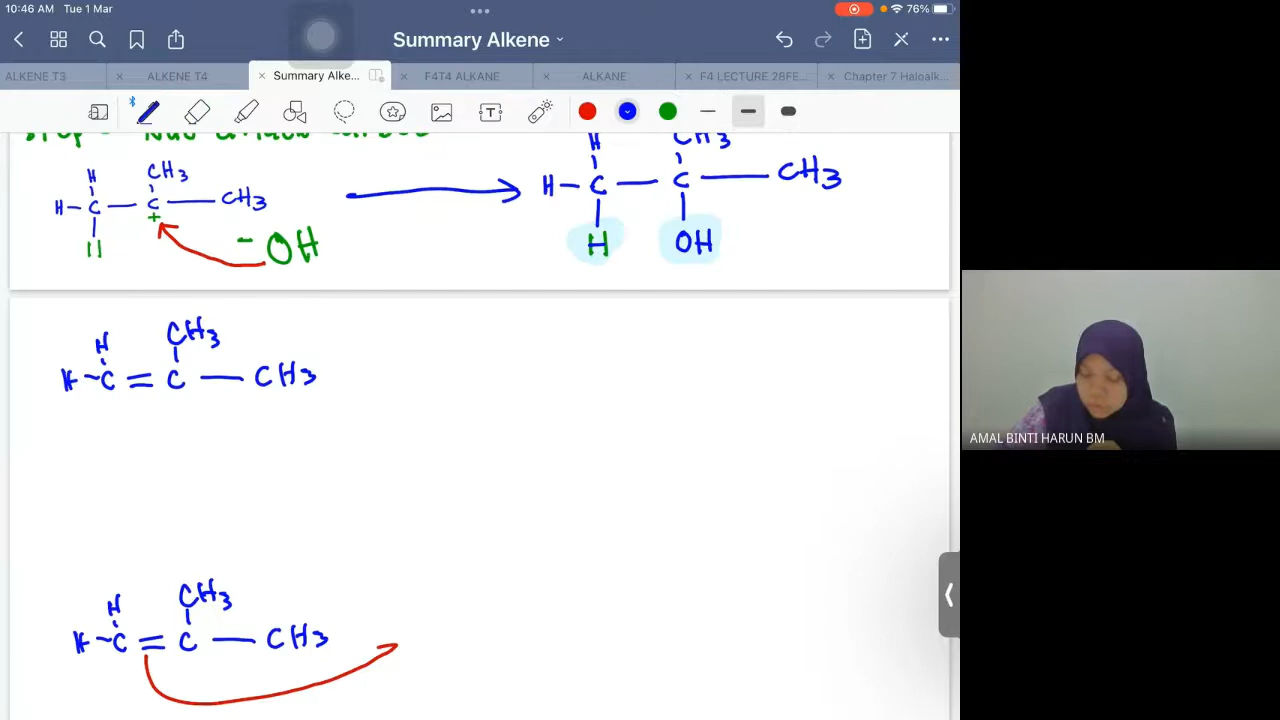 10:46 AM Tue 1 Mar
76%
Summary Alkene
ALKENE T3
ALKENE T4
Summary Alke...
F4T4 ALKANE
ALKANE
F4 LECTURE 28FE...
Chapter 7 Haloalk...
H CH3
H-C-C-CH3
+
H
-OH
H CH3
H-C-C-CH3
H OH
H CH3
H-C=C-CH3
H CH3
H-C=C-CH3
AMAL BINTI HARUN BM